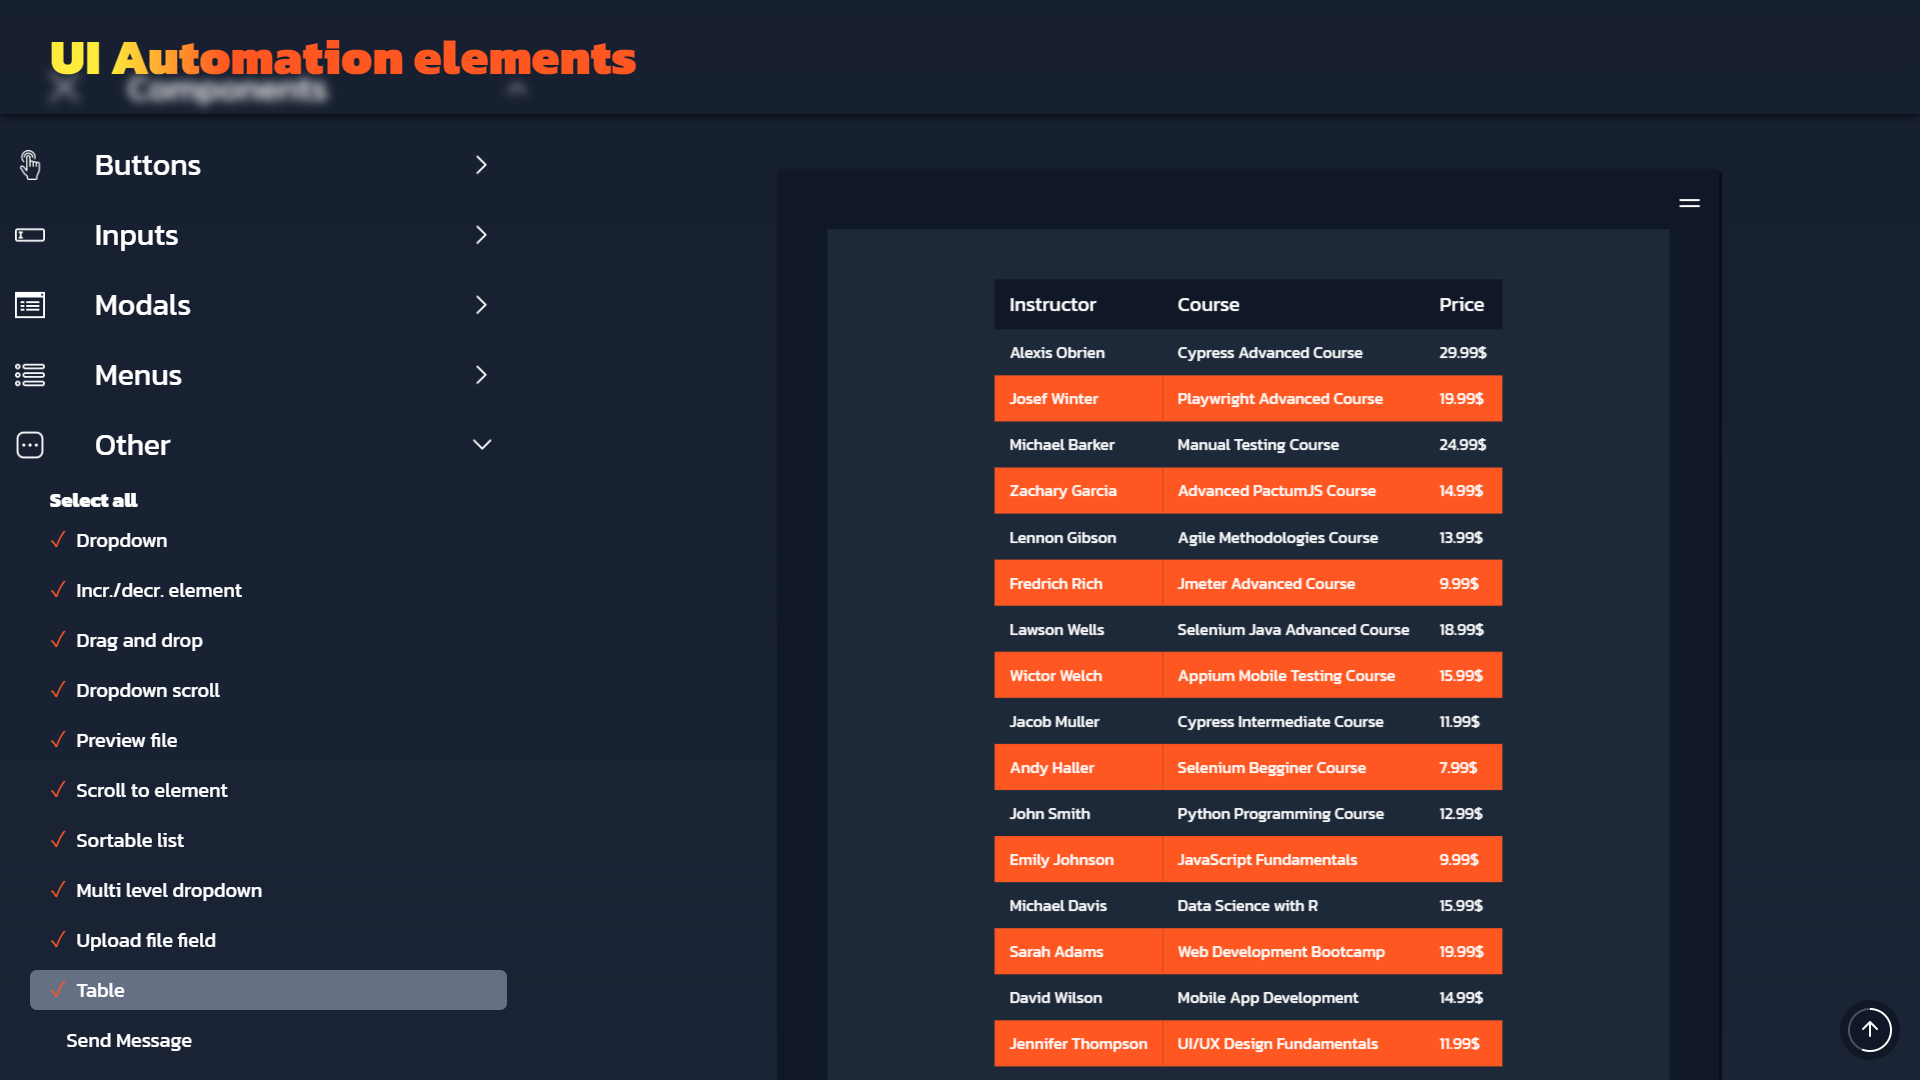 UI Automation elements
Components
Buttons
Inputs
Modals
Menus
Other
Select all
Dropdown
Incr./decr. element
Drag and drop
Dropdown scroll
Preview file
Scroll to element
Sortable list
Multi level dropdown
Upload file field
Table
Send Message
Instructor Course Price
Alexis Obrien Cypress Advanced Course 29.99$
Josef Winter Playwright Advanced Course 19.99$
Michael Barker Manual Testing Course 24.99$
Zachary Garcia Advanced PactumJS Course 14.99$
Lennon Gibson Agile Methodologies Course 13.99$
Fredrich Rich Jmeter Advanced Course 9.99$
Lawson Wells Selenium Java Advanced Course 18.99$
Wictor Welch Appium Mobile Testing Course 15.99$
Jacob Muller Cypress Intermediate Course 11.99$
Andy Haller Selenium Begginer Course 7.99$
John Smith Python Programming Course 12.99$
Emily Johnson JavaScript Fundamentals 9.99$
Michael Davis Data Science with R 15.99$
Sarah Adams Web Development Bootcamp 19.99$
David Wilson Mobile App Development 14.99$
Jennifer Thompson UI/UX Design Fundamentals 11.99$